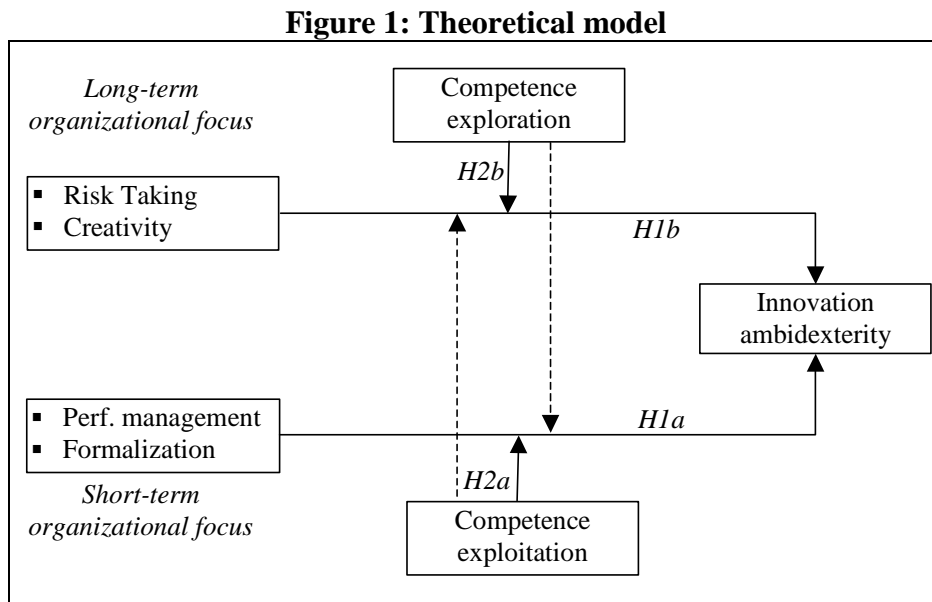 Figure 1: Theoretical model
Long-term
organizational focus
Competence
exploration
H2b
▪ Risk Taking
▪ Creativity
H1b
Innovation
ambidexterity
▪ Perf. management
▪ Formalization
H1a
Short-term
organizational focus
H2a
Competence
exploitation